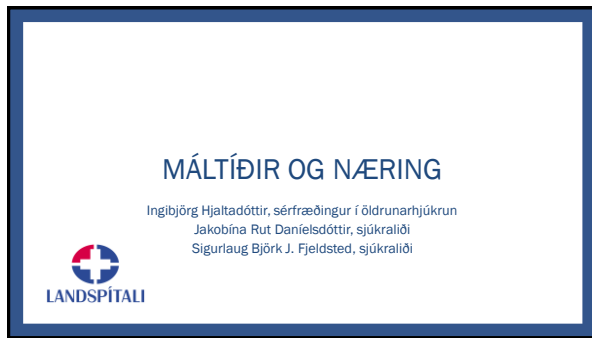 MÁLTÍÐIR OG NÆRING
Ingibjörg Hjaltadóttir, sérfræðingur í öldrunarhjúkrun
Jakobína Rut Daníelsdóttir, sjúkraliði
Sigurlaug Björk J. Fjeldsted, sjúkraliði
LANDSPÍTALI